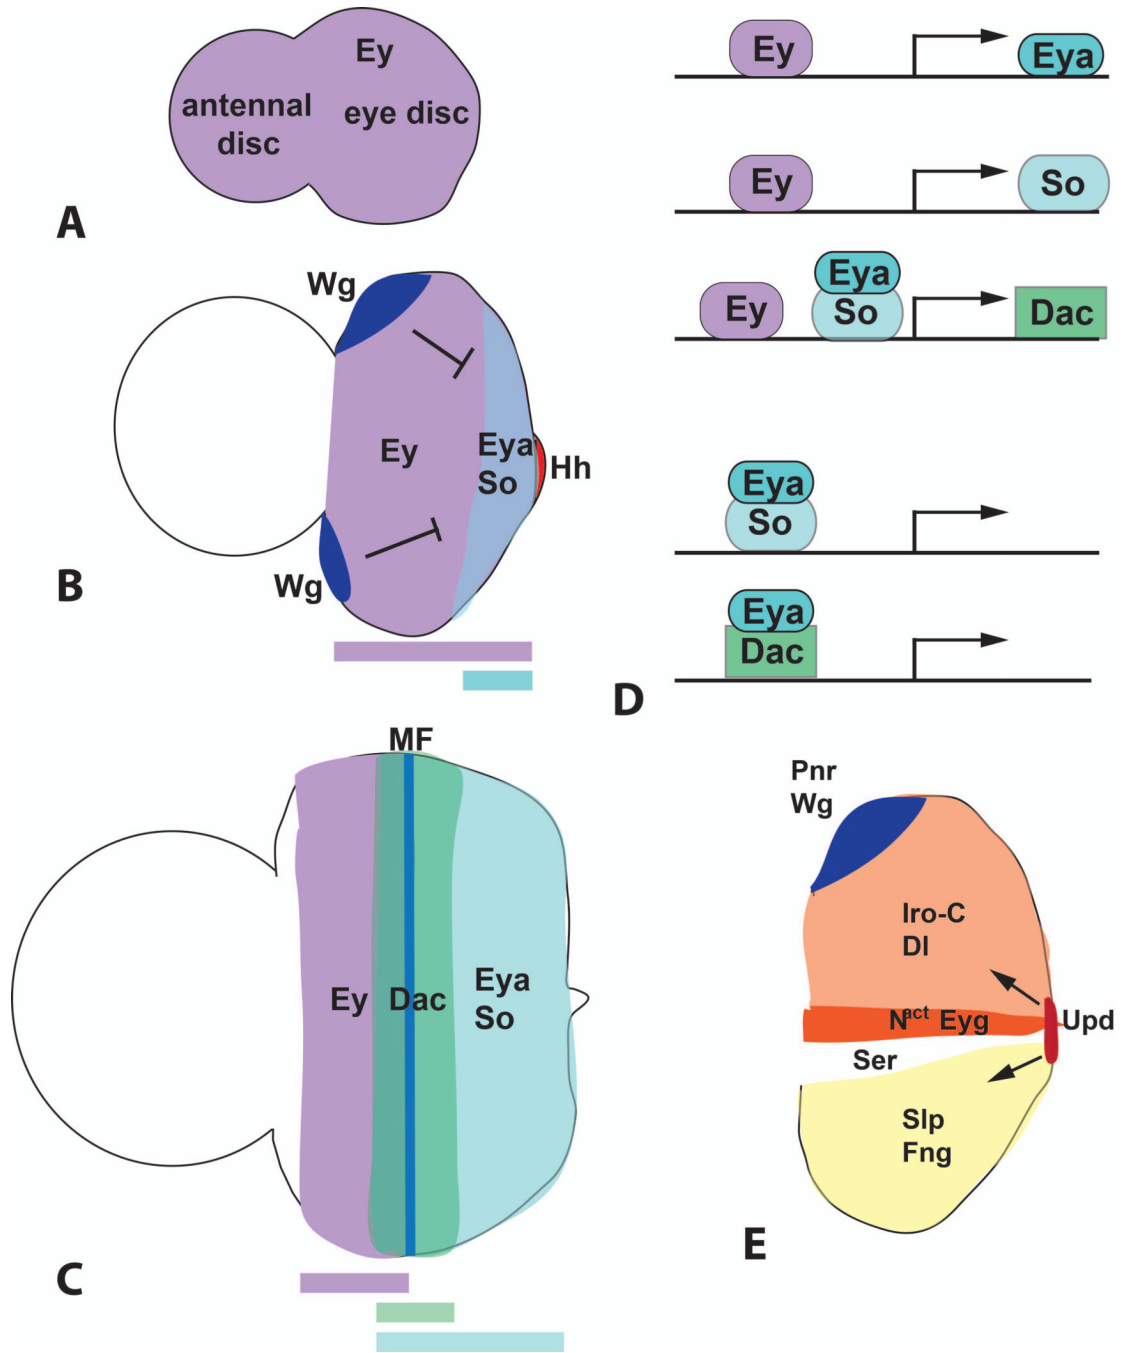 Ey
antennal
disc
eye disc
A
Wg
Ey
Eya
So
Hh
Wg
B
MF
Ey
Dac
Eya
So
C
Ey
Eya
Ey
So
Ey
Eya
So
Dac
Eya
So
Eya
Dac
D
Pnr
Wg
Iro-C
Dl
Nact Eyg
Upd
Ser
Slp
Fng
E